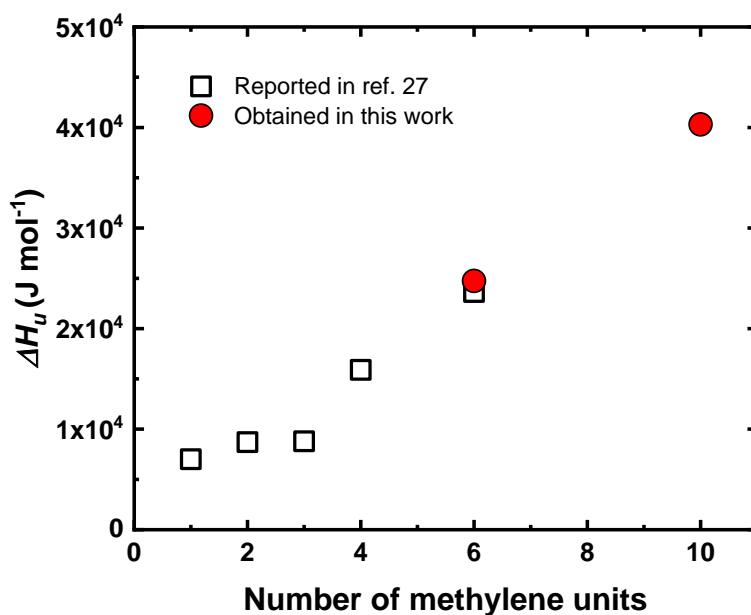 5x10⁴
Reported in ref. 27
Obtained in this work
4x10⁴
3x10⁴
2x10⁴
1x10⁴
0
ΔHᵤ (J mol⁻¹)
0 2 4 6 8 10
Number of methylene units